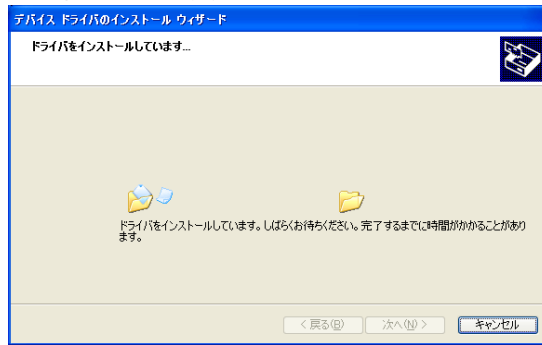 デバイス ドライバのインストール ウィザード
ドライバをインストールしています...
ドライバをインストールしています。しばらくお待ちください。完了するまでに時間がかかることがあり
ます。
< 戻る(B) 次へ(N) > キャンセル